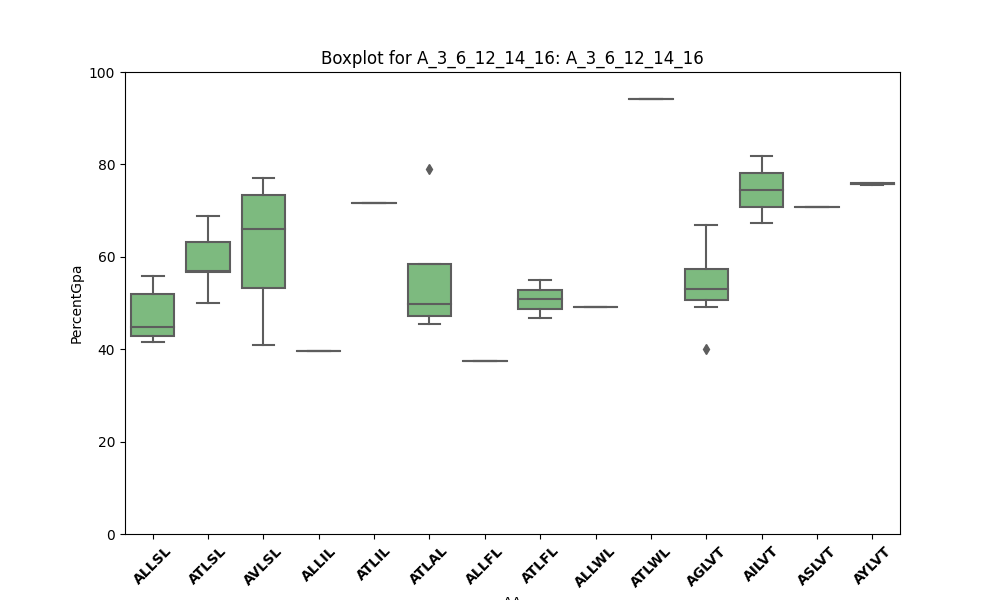 Boxplot for A_3_6_12_14_16: A_3_6_12_14_16
PercentGpa
100
80
60
40
20
0
ALLSL
ATLSL
AVLSL
ALLIL
ATLIL
ATLAL
ALLFL
ATLFL
ALLWL
ATLWL
AGLVT
AILVT
ASLVT
AYLVT